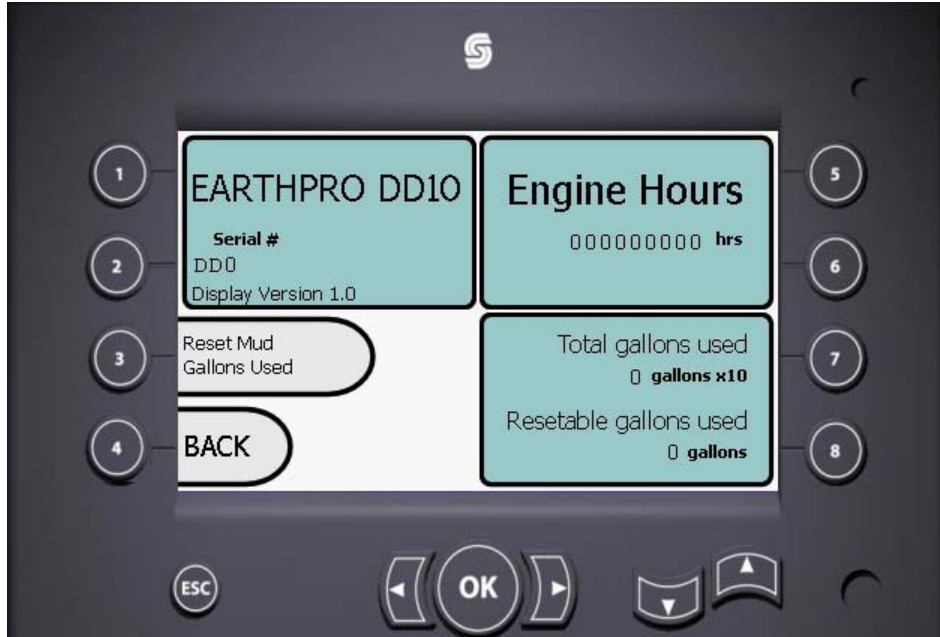 1
EARTHPRO DD10
Serial #
DD0
Display Version 1.0
2
Engine Hours
000000000 hrs
5
6
3
Reset Mud
Gallons Used
4
BACK
Total gallons used
0 gallons x10
Resetable gallons used
0 gallons
7
8
ESC
OK